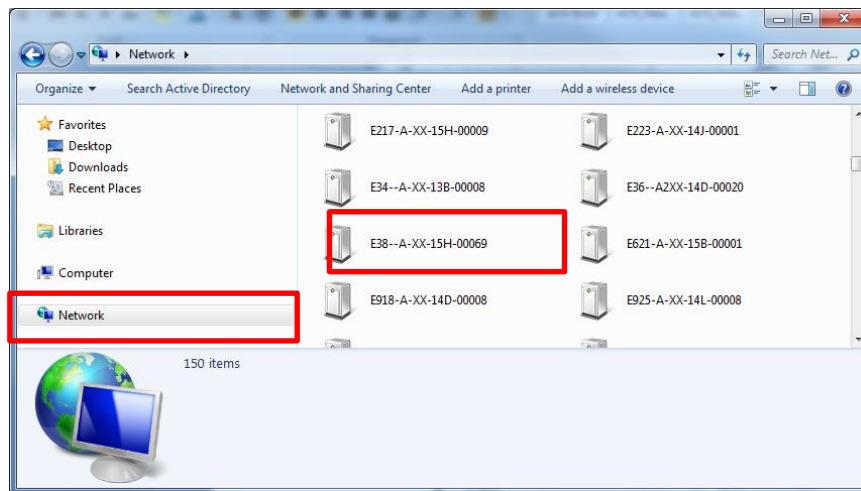 Network
Search Net...
Organize
Search Active Directory
Network and Sharing Center
Add a printer
Add a wireless device
Favorites
Desktop
Downloads
Recent Places
Libraries
Computer
Network
E217-A-XX-15H-00009
E223-A-XX-14J-00001
E34--A-XX-13B-00008
E36--A2XX-14D-00020
E38--A-XX-15H-00069
E621-A-XX-15B-00001
E918-A-XX-14D-00008
E925-A-XX-14L-00008
150 items